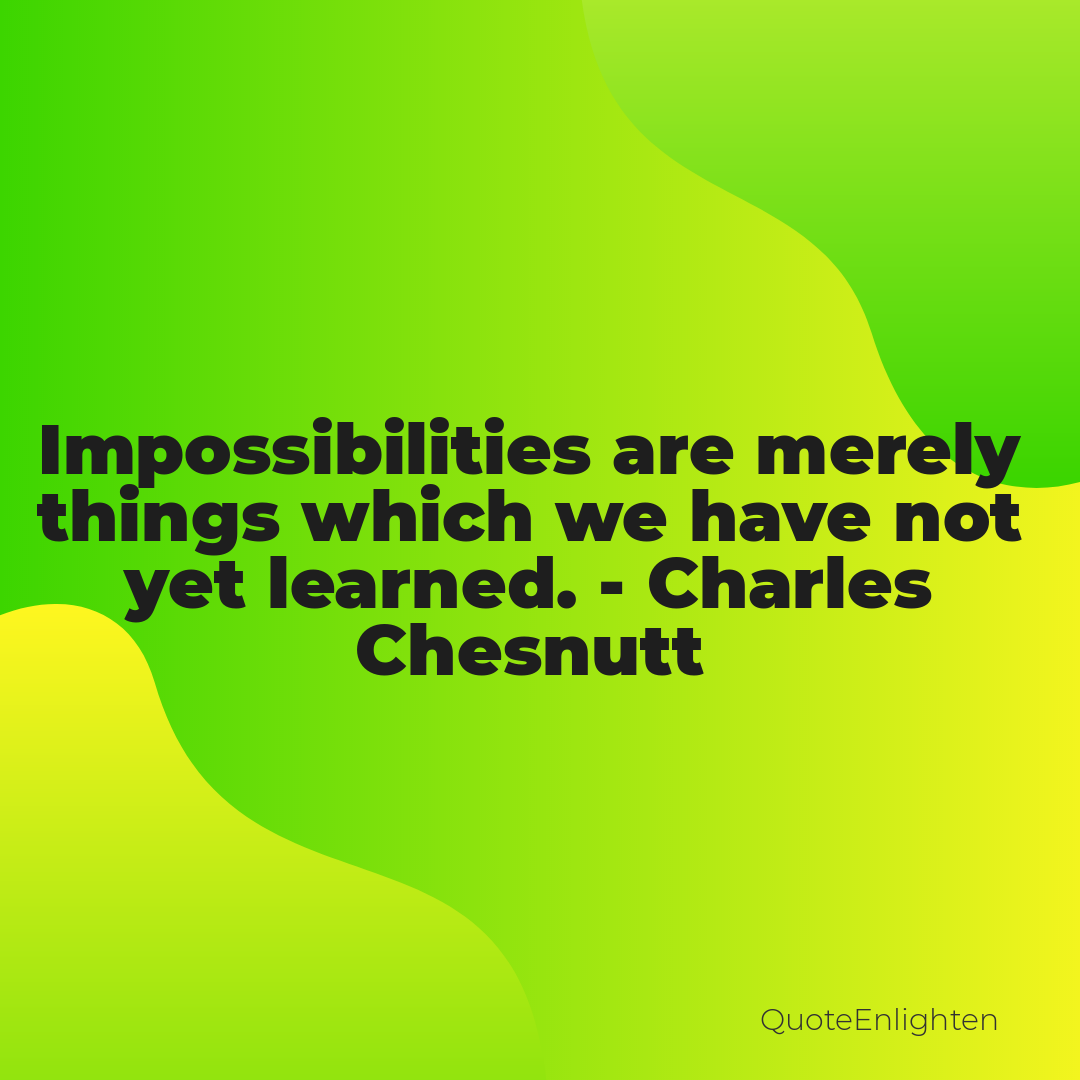 Impossibilities are merely
things which we have not
yet learned. - Charles
Chesnutt
QuoteEnlighten